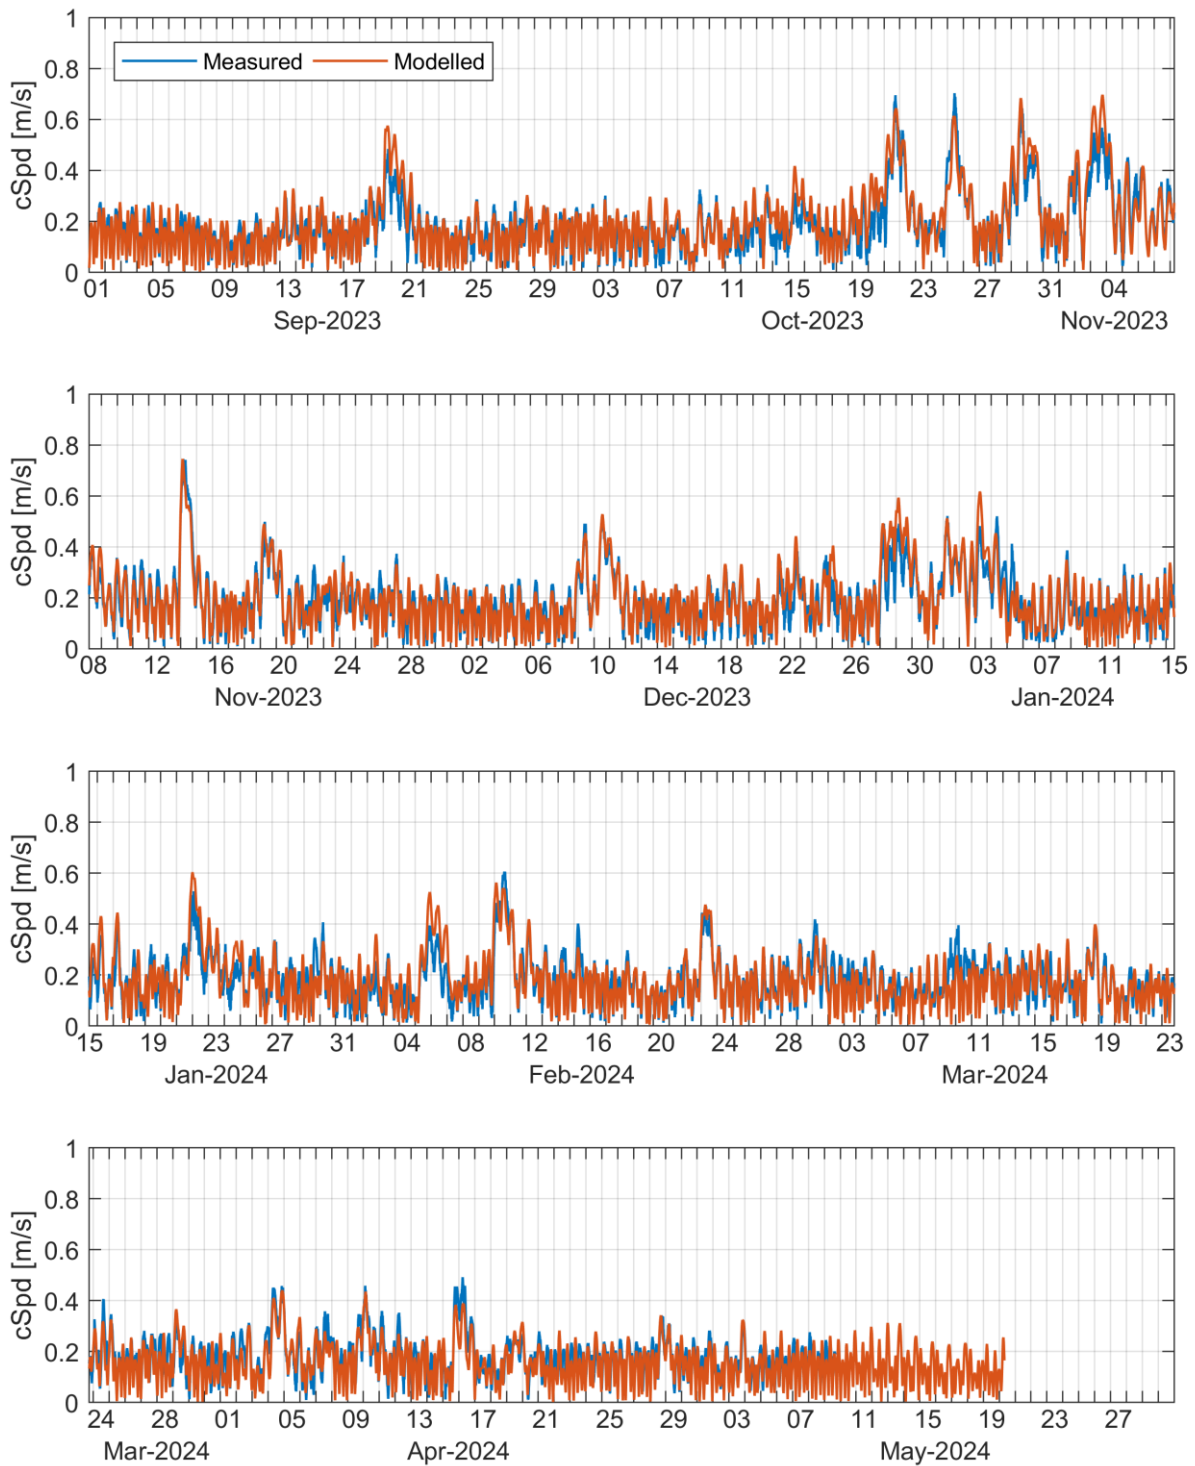 1
0.8
0.6
0.4
0.2
0
cSpd [m/s]
Measured Modelled
01 05 09 13 17 21 25 29 03 07 11 15 19 23 27 31 04
Sep-2023 Oct-2023 Nov-2023
1
0.8
0.6
0.4
0.2
0
cSpd [m/s]
08 12 16 20 24 28 02 06 10 14 18 22 26 30 03 07 11 15
Nov-2023 Dec-2023 Jan-2024
1
0.8
0.6
0.4
0.2
0
cSpd [m/s]
15 19 23 27 31 04 08 12 16 20 24 28 03 07 11 15 19 23
Jan-2024 Feb-2024 Mar-2024
1
0.8
0.6
0.4
0.2
0
cSpd [m/s]
24 28 01 05 09 13 17 21 25 29 03 07 11 15 19 23 27
Mar-2024 Apr-2024 May-2024